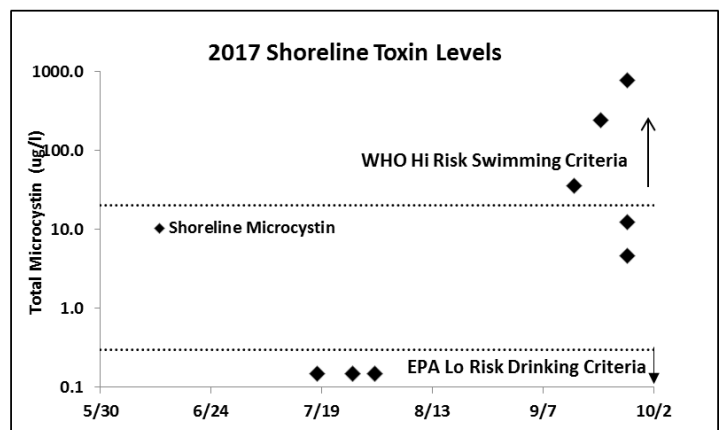 2017 Shoreline Toxin Levels
Total Microcystin (ug/l)
1000.0
100.0
10.0
1.0
0.1
WHO Hi Risk Swimming Criteria
Shoreline Microcystin
EPA Lo Risk Drinking Criteria
5/30 6/24 7/19 8/13 9/7 10/2